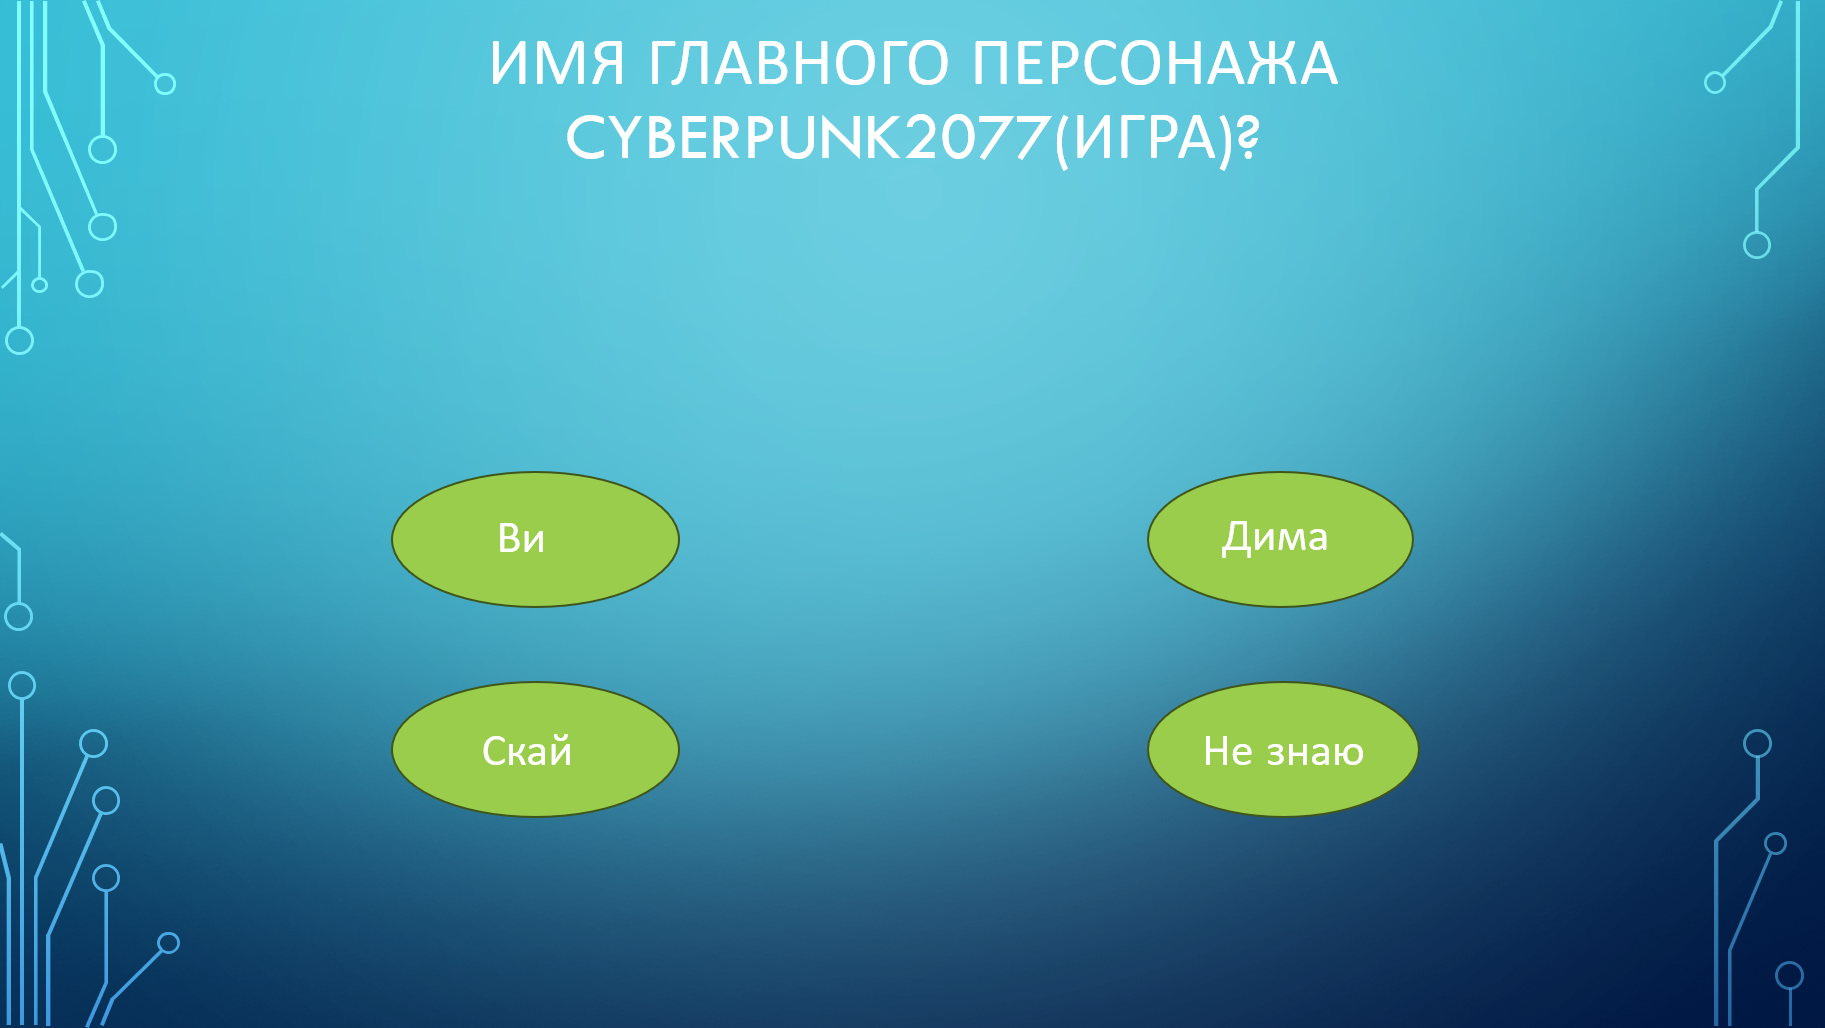 ИМЯ ГЛАВНОГО ПЕРСОНАЖА
CYBERPUNK2077(ИГРА)?
Ви
Дима
Скай
Не знаю